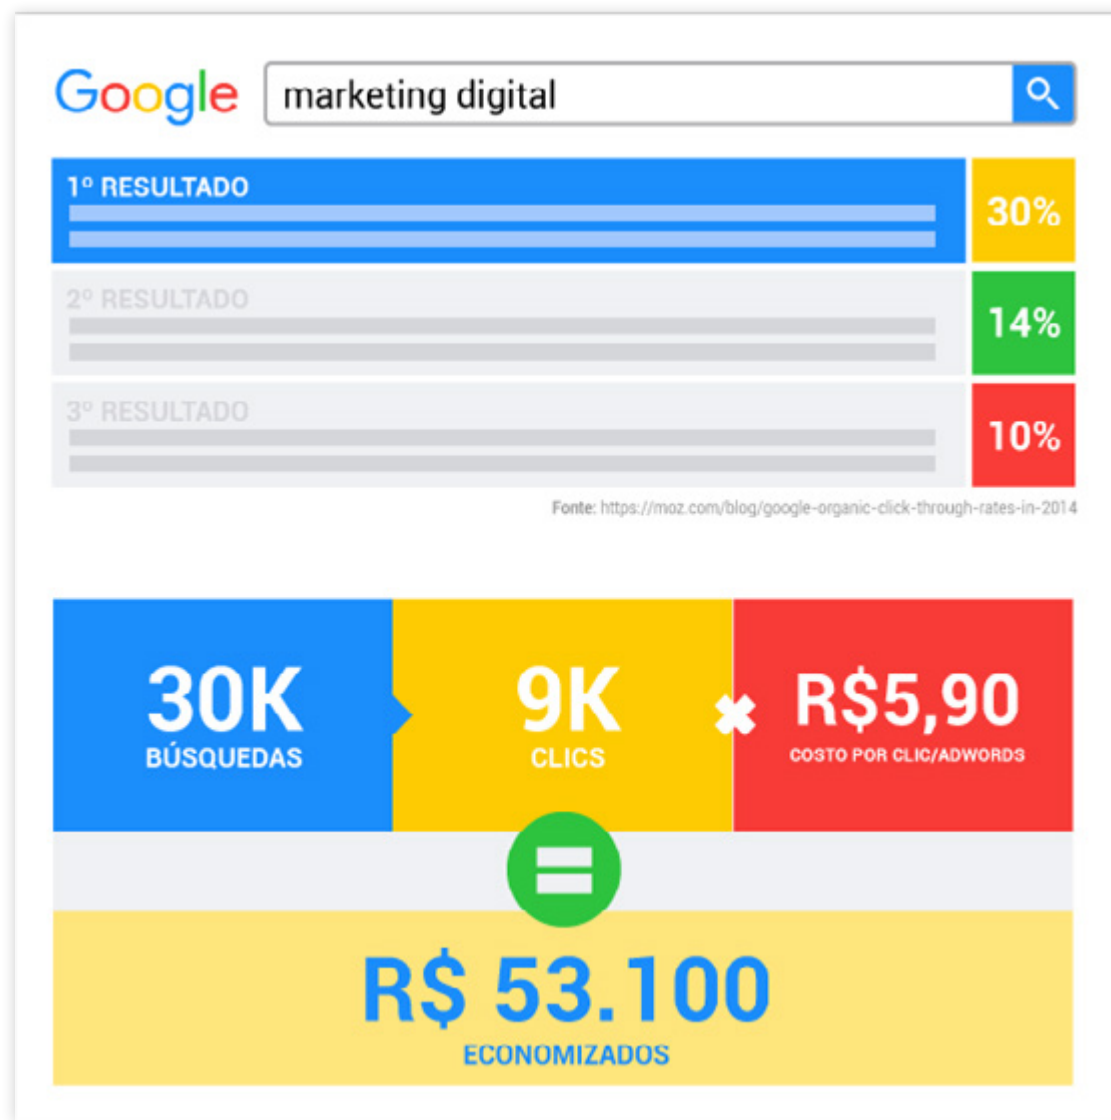 Google marketing digital
1º RESULTADO
30%
2º RESULTADO
14%
3º RESULTADO
10%
Fonte: https://moz.com/blog/google-organic-click-through-rates-in-2014
30K
BÚSQUEDAS
9K
CLICS
R$5,90
COSTO POR CLIC/ADWORDS
R$ 53.100
ECONOMIZADOS